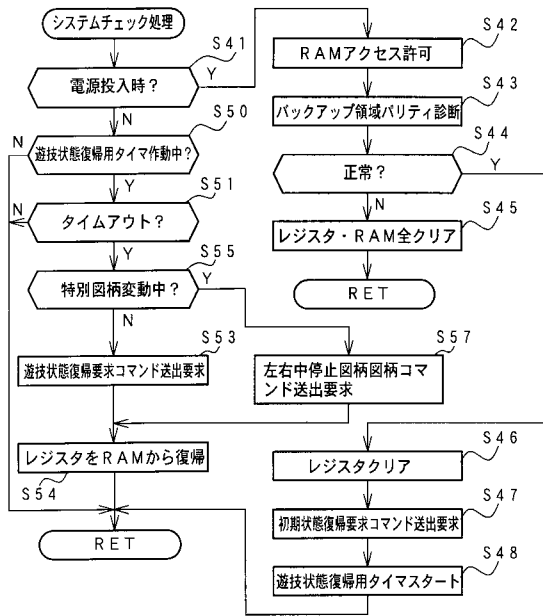 システムチェック処理
S41
電源投入時？
Y
N
S50
遊技状態復帰用タイマ作動中？
N
Y
S51
タイムアウト？
N
Y
S55
特別図柄変動中？
Y
N
S53
遊技状態復帰要求コマンド送出要求
S57
左右中停止図柄図柄コマ
ンド送出要求
レジスタをRAMから復帰
S54
RET
S42
RAMアクセス許可
S43
バックアップ領域パリティ診断
S44
正常？
Y
N
S45
レジスタ・RAM全クリア
RET
S46
レジスタクリア
S47
初期状態復帰要求コマンド送出要求
S48
遊技状態復帰用タイマスタート